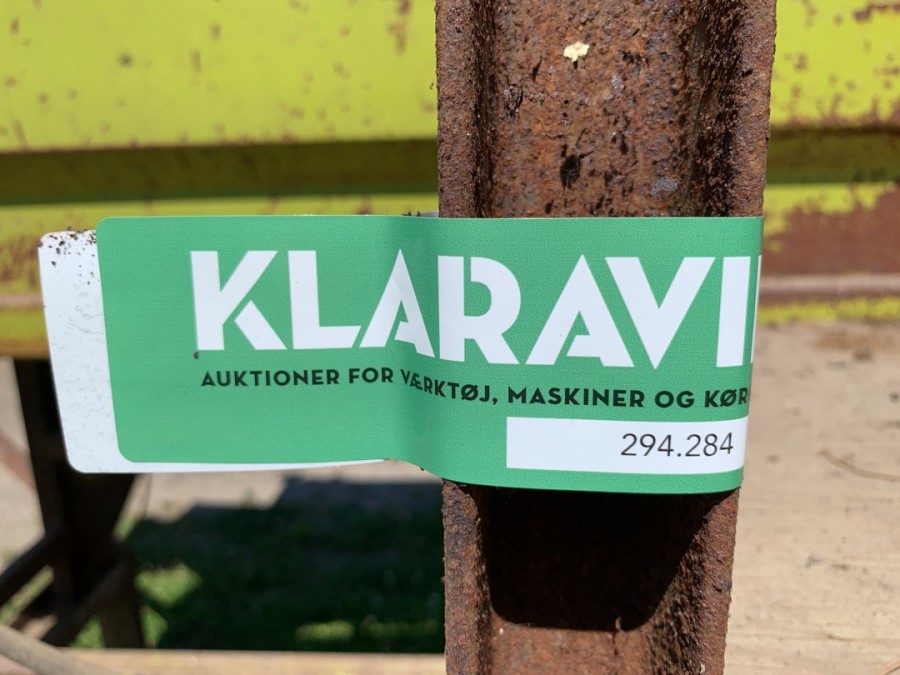 KLARAVI
AUKTIONER FOR VÆRKTØJ, MASKINER OG KØR
294.284